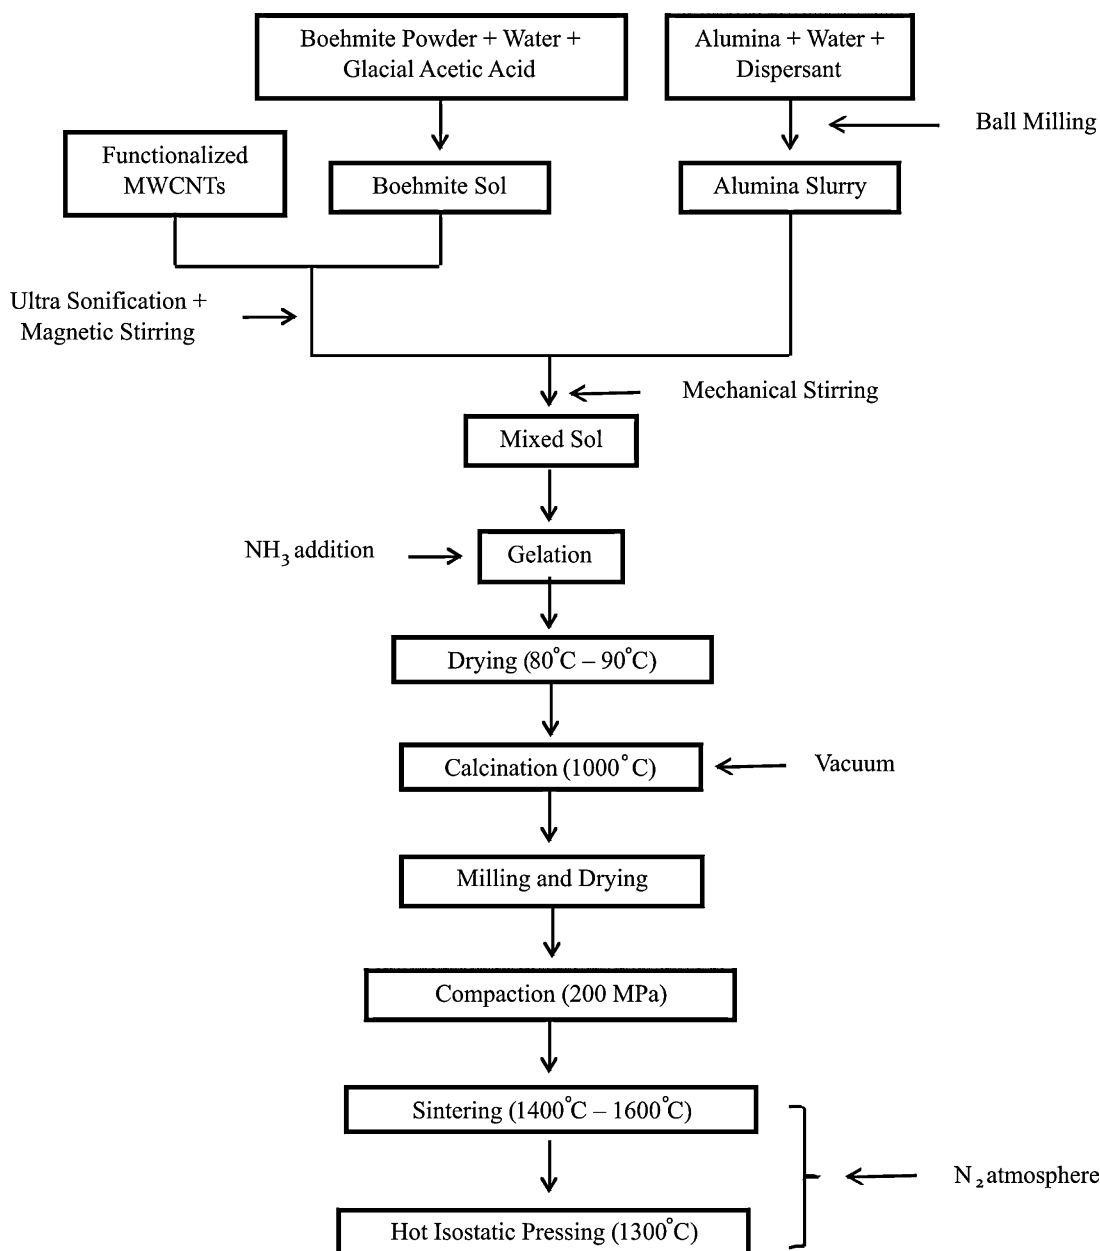 Boehmite Powder + Water +
Glacial Acetic Acid
Alumina + Water +
Dispersant
Ball Milling
Functionalized
MWCNTs
Boehmite Sol
Alumina Slurry
Ultra Sonification +
Magnetic Stirring
Mechanical Stirring
Mixed Sol
NH₃ addition
Gelation
Drying (80°C – 90°C)
Calcination (1000°C)
Vacuum
Milling and Drying
Compaction (200 MPa)
Sintering (1400°C – 1600°C)
N₂ atmosphere
Hot Isostatic Pressing (1300°C)